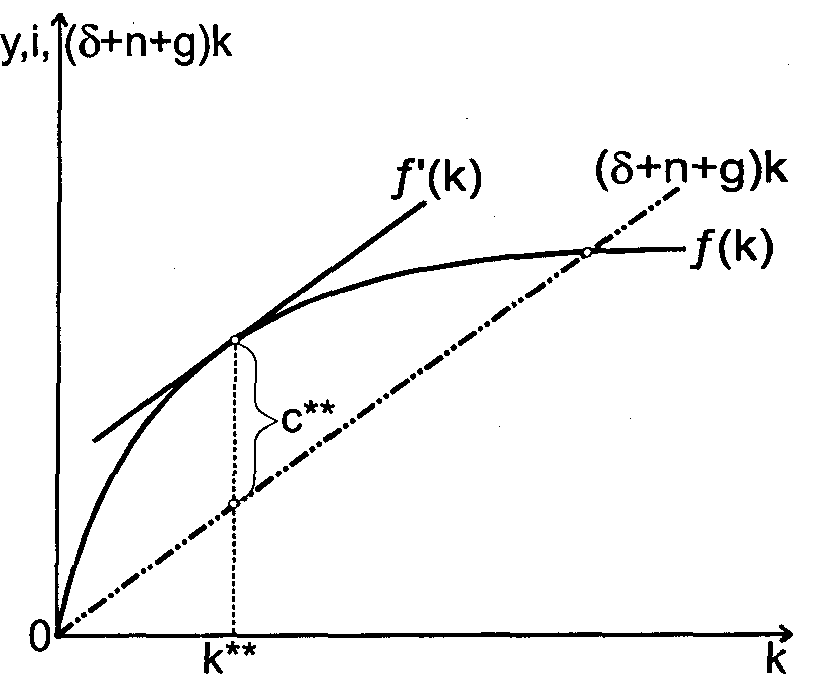 y,i, (δ+n+g)k
f'(k)
(δ+n+g)k
f(k)
c**
0
k**
k